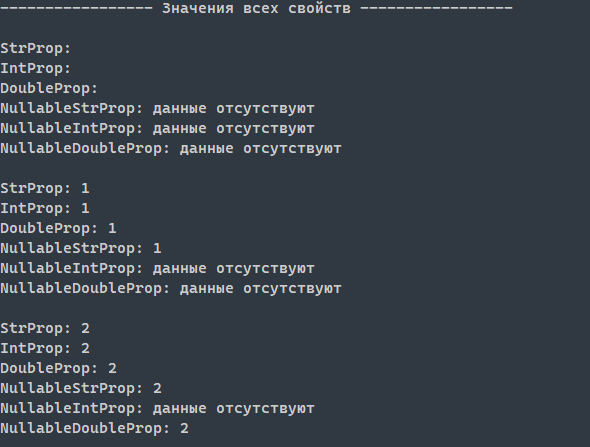 ----------------- Значения всех свойств -----------------
StrProp:
IntProp:
DoubleProp:
NullableStrProp: данные отсутствуют
NullableIntProp: данные отсутствуют
NullableDoubleProp: данные отсутствуют
StrProp: 1
IntProp: 1
DoubleProp: 1
NullableStrProp: 1
NullableIntProp: данные отсутствуют
NullableDoubleProp: данные отсутствуют
StrProp: 2
IntProp: 2
DoubleProp: 2
NullableStrProp: 2
NullableIntProp: данные отсутствуют
NullableDoubleProp: 2